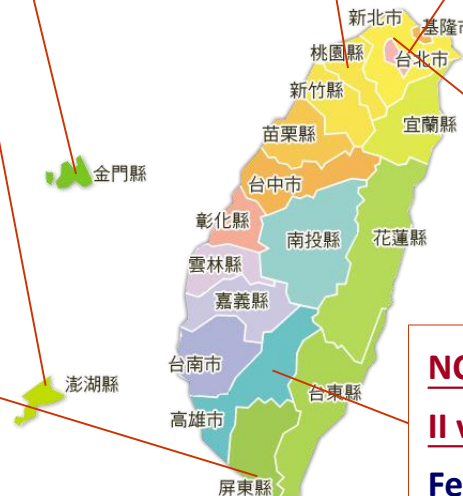 新北市
基隆市
桃園縣
台北市
新竹縣
宜蘭縣
苗栗縣
金門縣
台中市
彰化縣
南投縣
花蓮縣
雲林縣
嘉義縣
台南市
澎湖縣
台東縣
高雄市
屏東縣
II
Fe